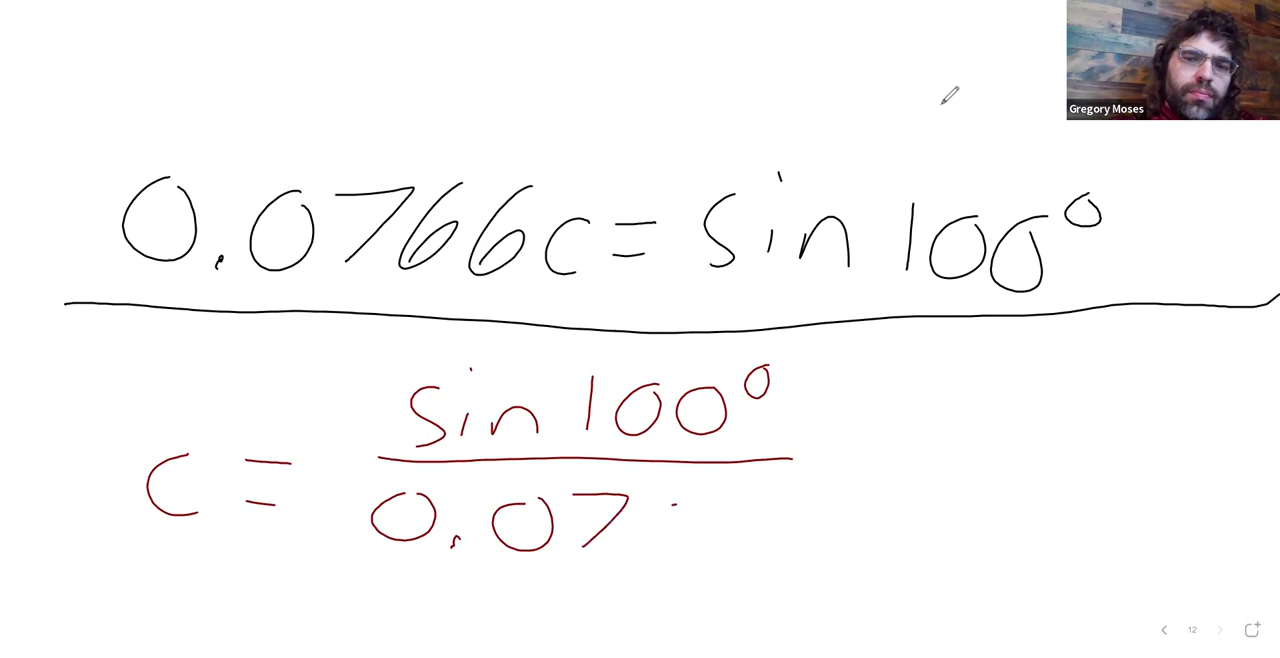 Gregory Moses
0.0766c = sin 100°
sin 100°
c =
0.07
12